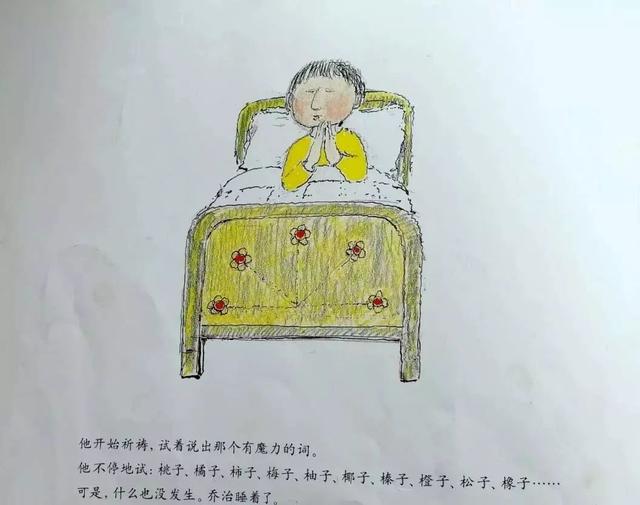 他开始祈祷，试着说出那个有魔力的词。
他不停地试：桃子、橘子、柿子、梅子、柚子、椰子、榛子、橙子、松子、橡子……
可是，什么也没发生。乔治睡着了。